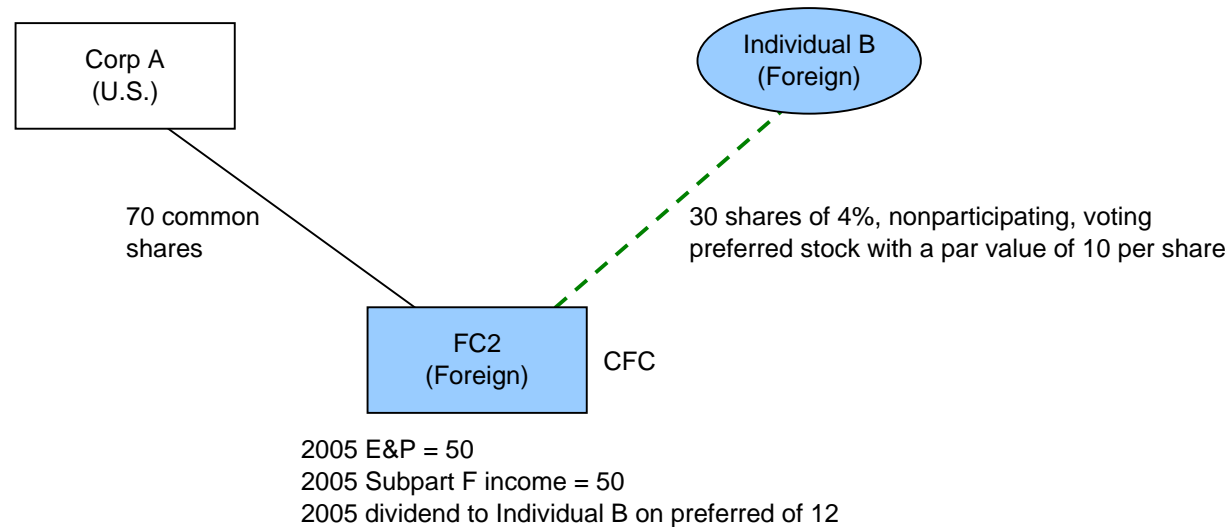 Corp A
(U.S.)
Individual B
(Foreign)
70 common
shares
30 shares of 4%, nonparticipating, voting
preferred stock with a par value of 10 per share
FC2
(Foreign)
CFC
2005 E&P = 50
2005 Subpart F income = 50
2005 dividend to Individual B on preferred of 12